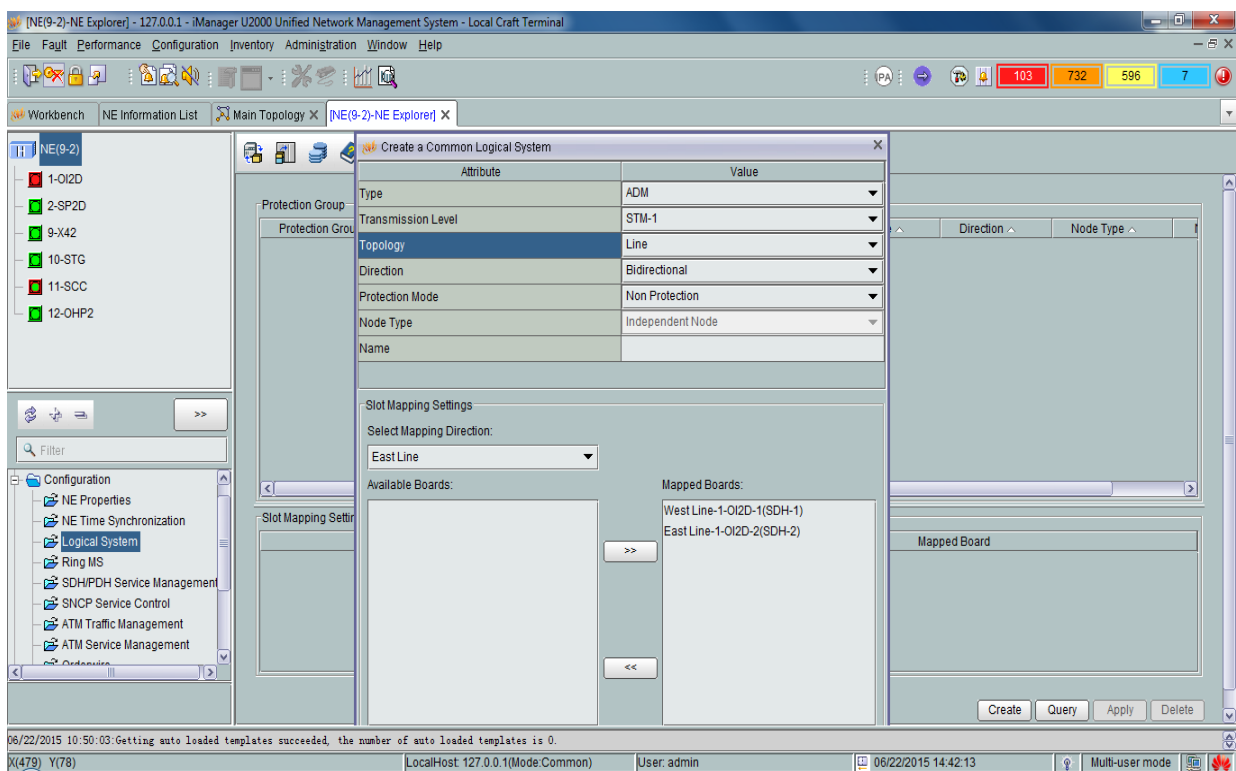 [NE(9-2)-NE Explorer] - 127.0.0.1 - iManager U2000 Unified Network Management System - Local Craft Terminal
File Fault Performance Configuration Inventory Administration Window Help
PA 103 732 596 7
Workbench NE Information List Main Topology [NE(9-2)-NE Explorer]
NE(9-2)
1-OI2D
2-SP2D
9-X42
10-STG
11-SCC
12-OHP2
>>
Filter
Configuration
NE Properties
NE Time Synchronization
Logical System
Ring MS
SDH/PDH Service Management
SNCP Service Control
ATM Traffic Management
ATM Service Management
Orderwire
Protection Group
Protection Grou
Direction Node Type
Slot Mapping Settin
Mapped Board
Create a Common Logical System
Attribute Value
Type ADM
Transmission Level STM-1
Topology Line
Direction Bidirectional
Protection Mode Non Protection
Node Type Independent Node
Name
Slot Mapping Settings
Select Mapping Direction:
East Line
Available Boards: Mapped Boards:
West Line-1-OI2D-1(SDH-1)
East Line-1-OI2D-2(SDH-2)
>>
<<
Create Query Apply Delete
06/22/2015 10:50:03:Getting auto loaded templates succeeded, the number of auto loaded templates is 0.
X(479) Y(78) LocalHost: 127.0.0.1(Mode:Common) User: admin 06/22/2015 14:42:13 Multi-user mode